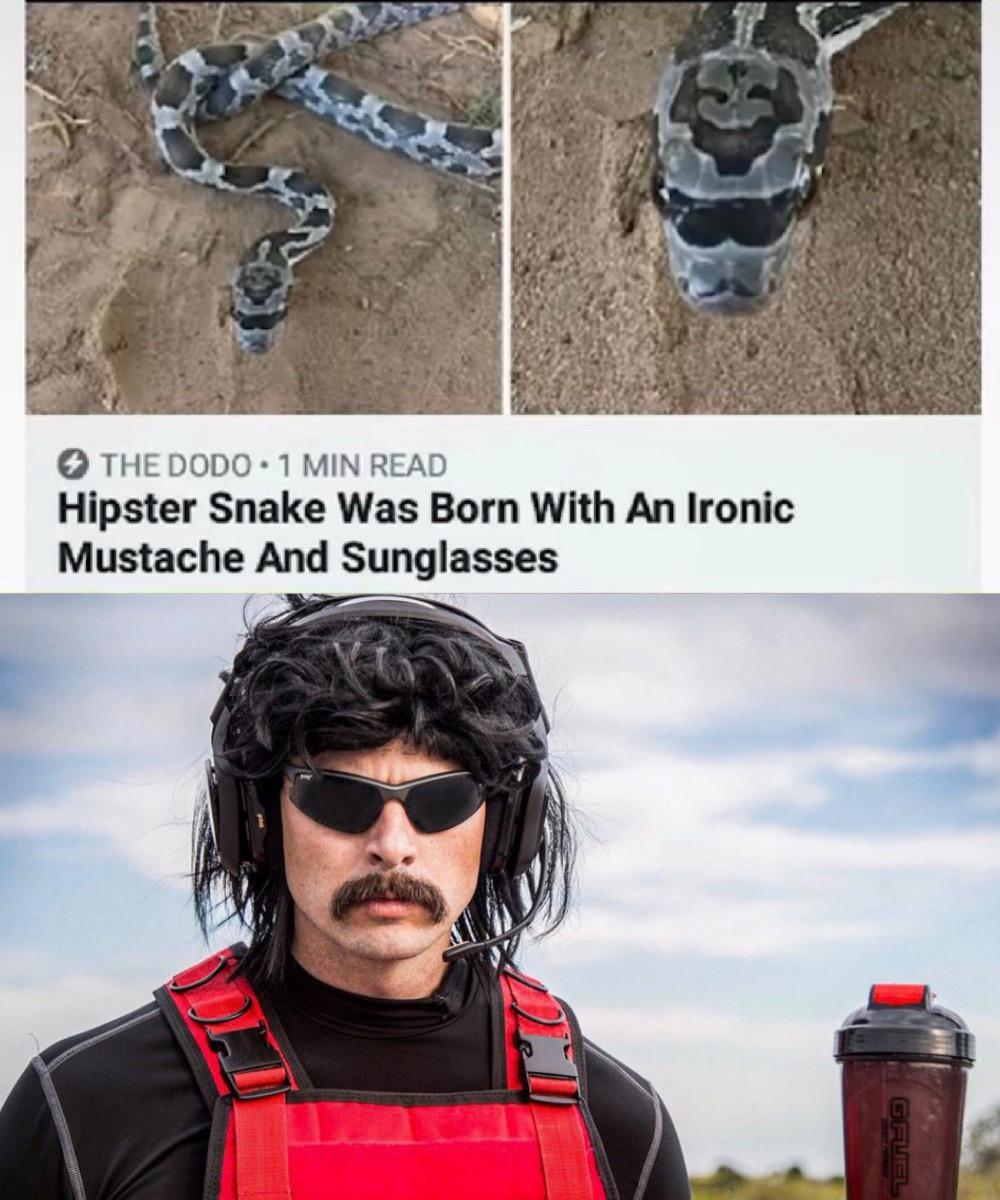 THE DODO • 1 MIN READ
Hipster Snake Was Born With An Ironic
Mustache And Sunglasses
GFUEL